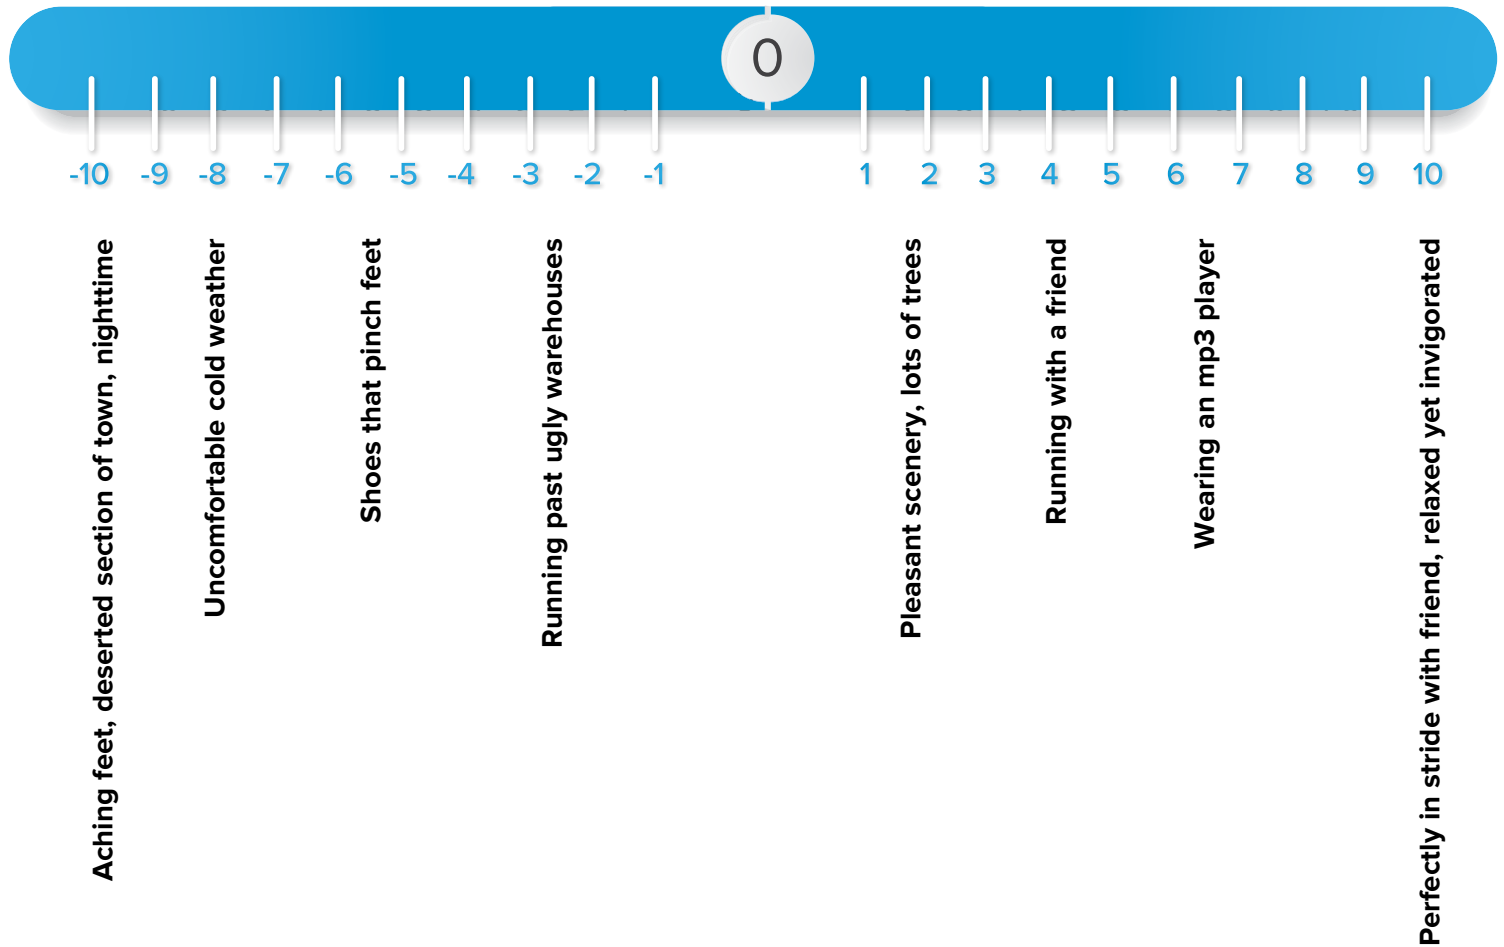 0
-10 -9 -8 -7 -6 -5 -4 -3 -2 -1 1 2 3 4 5 6 7 8 9 10
Aching feet, deserted section of town, nighttime
Uncomfortable cold weather
Shoes that pinch feet
Running past ugly warehouses
Pleasant scenery, lots of trees
Running with a friend
Wearing an mp3 player
Perfectly in stride with friend, relaxed yet invigorated